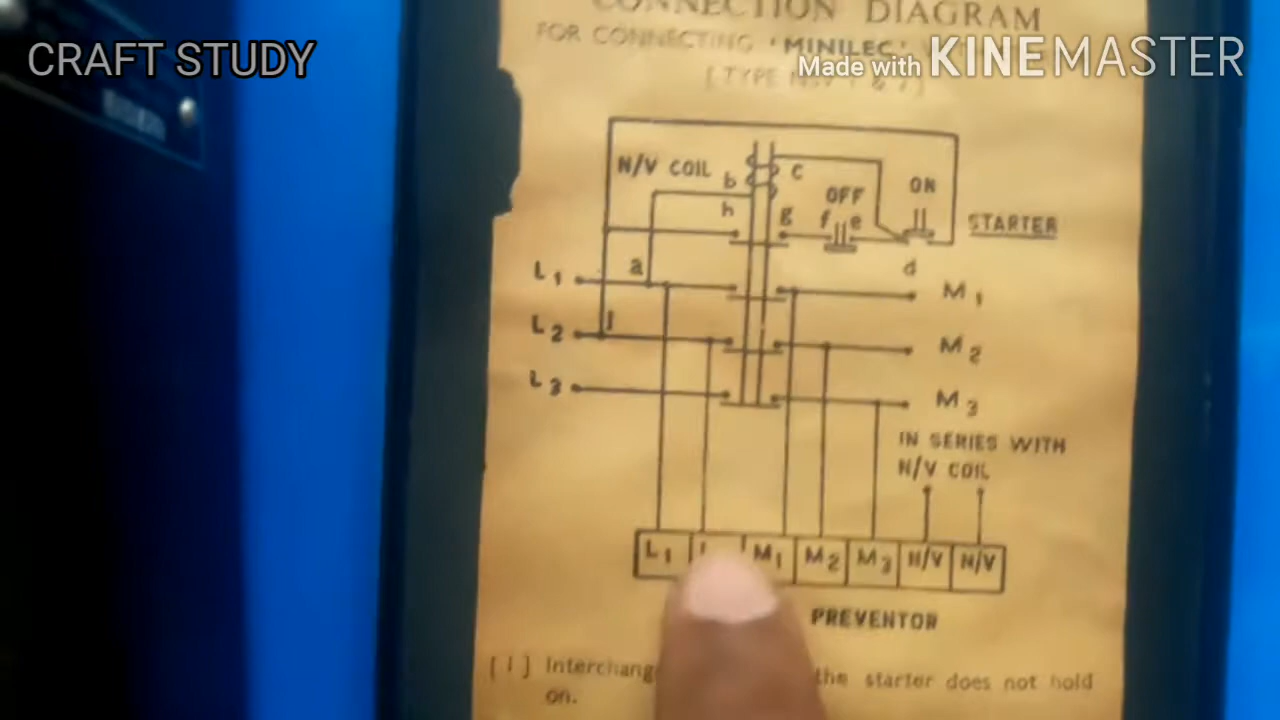 CONNECTION DIAGRAM
CRAFT STUDY
FOR CONNECTING 'MINILEC'
Made with KINEMASTER
[TYPE
N/V COIL
b
c
ON
OFF
h
g
f
e
STARTER
L1
a
d
M1
L2
M2
L3
M3
IN SERIES WITH
N/V COIL
L1 M1 M2 M3 N/V N/V
PREVENTOR
[1] the starter does not hold
on.